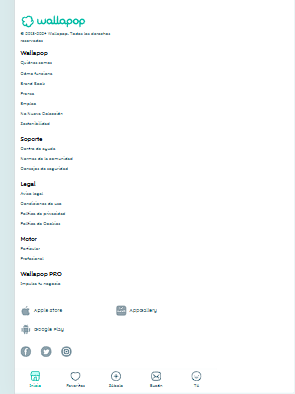 wallapop
© 2013-2024 Wallapop. Todos los derechos
reservados
Wallapop
Quiénes somos
Cómo funciona
Brand Book
Prensa
Empleo
No Nueva Colección
Sostenibilidad
Soporte
Centro de ayuda
Normas de la comunidad
Consejos de seguridad
Legal
Aviso legal
Condiciones de uso
Política de privacidad
Política de Cookies
Motor
Particular
Profesional
Wallapop PRO
Impulsa tu negocio
Apple Store
AppGallery
Google Play
Inicio
Favoritos
Súbelo
Buzón
Tú